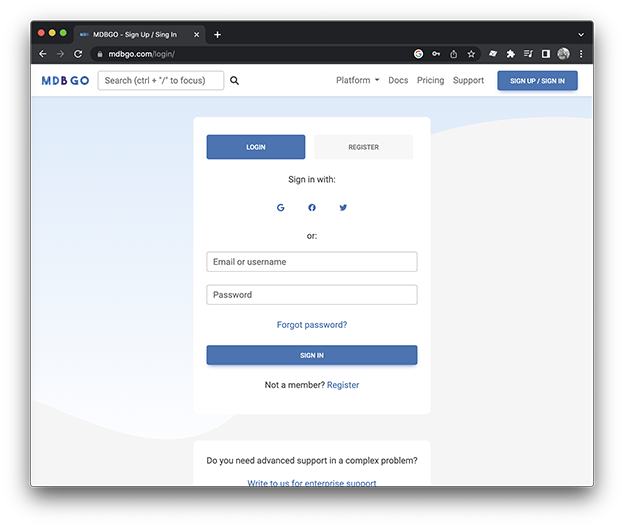 MDBGO - Sign Up / Sing In
mdbgo.com/login/
MDBGO
Search (ctrl + "/" to focus)
Platform
Docs
Pricing
Support
SIGN UP / SIGN IN
LOGIN
REGISTER
Sign in with:
or:
Email or username
Password
Forgot password?
SIGN IN
Not a member? Register
Do you need advanced support in a complex problem?
Write to us for enterprise support